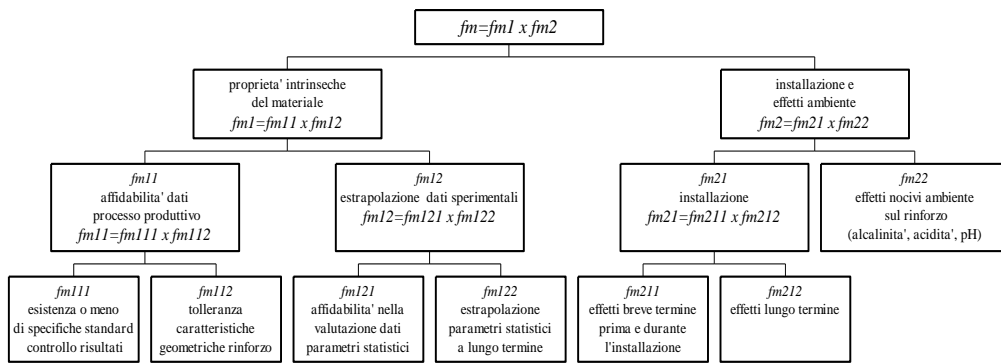 fm=fm1 x fm2
proprieta' intrinseche
del materiale
fm1=fm11 x fm12
installazione e
effetti ambiente
fm2=fm21 x fm22
fm11
affidabilita' dati
processo produttivo
fm11=fm111 x fm112
fm12
estrapolazione dati sperimentali
fm12=fm121 x fm122
fm21
installazione
fm21=fm211 x fm212
fm22
effetti nocivi ambiente
sul rinforzo
(alcalinita', acidita', pH)
fm111
esistenza o meno
di specifiche standard
controllo risultati
fm112
tolleranza
caratteristiche
geometriche rinforzo
fm121
affidabilita' nella
valutazione dati
parametri statistici
fm122
estrapolazione
parametri statistici
a lungo termine
fm211
effetti breve termine
prima e durante
l'installazione
fm212
effetti lungo termine